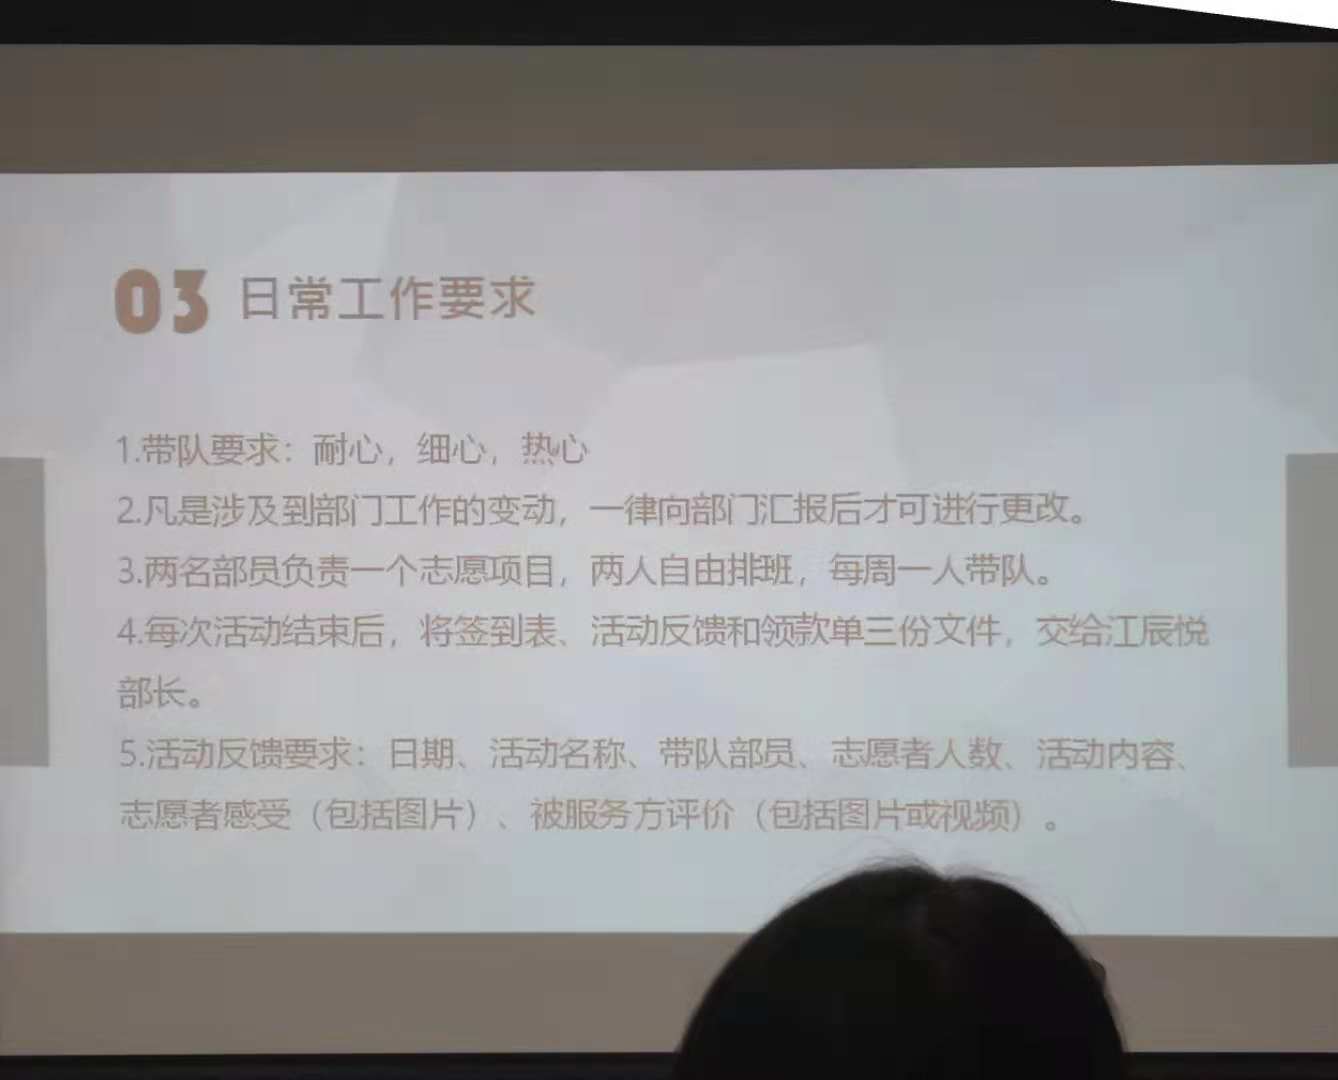 03 日常工作要求
1.带队要求：耐心，细心，热心
2.凡是涉及到部门工作的变动，一律向部门汇报后才可进行更改。
3.两名部员负责一个志愿项目，两人自由排班，每周一人带队。
4.每次活动结束后，将签到表、活动反馈和领款单三份文件，交给江辰悦
部长。
5.活动反馈要求：日期、活动名称、带队部员、志愿者人数、活动内容、
志愿者感受（包括图片）、被服务方评价（包括图片或视频）。